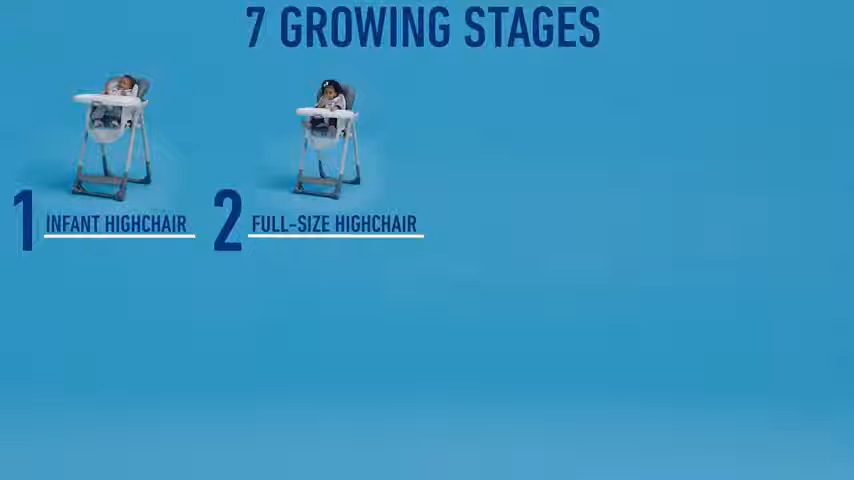 7 GROWING STAGES
1 INFANT HIGHCHAIR
2 FULL-SIZE HIGHCHAIR